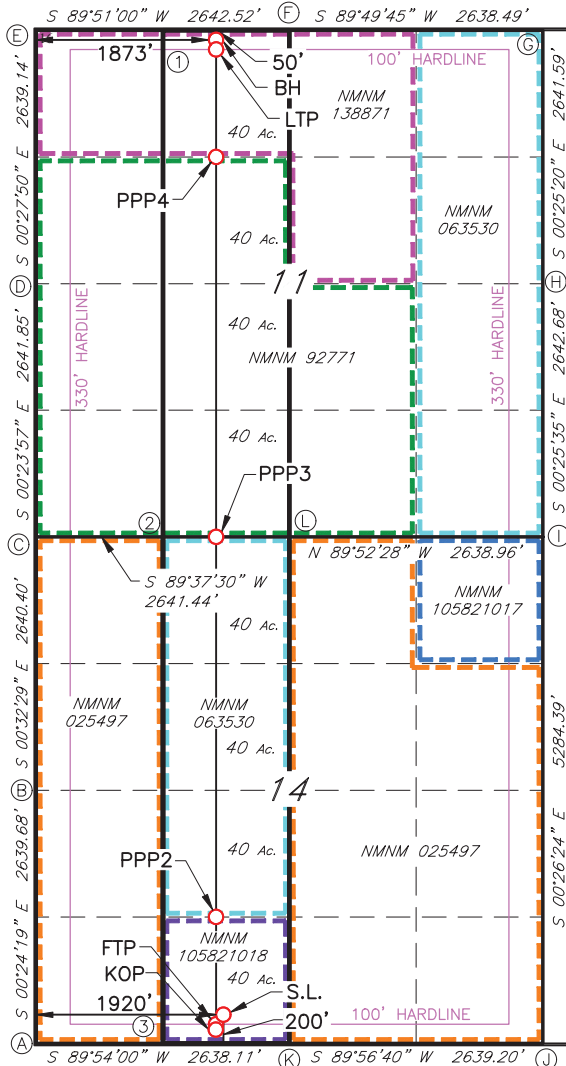 S 89°51'00" W 2642.52'
F
S 89°49'45" W 2638.49'
E
G
1873'
1
50'
BH
LTP
100' HARDLINE
NMNM
138871
40 Ac.
2639.14'
S 00°27'50" E
2641.59'
S 00°25'20" E
PPP4
NMNM
063530
40 Ac.
D
11
H
330' HARDLINE
40 Ac.
330' HARDLINE
NMNM 92771
2641.85'
S 00°23'57" E
2642.68'
S 00°25'35" E
40 Ac.
PPP3
2
L
C
I
S 89°37'30" W
2641.44'
N 89°52'28" W 2638.96'
NMNM
105821017
40 Ac.
2640.40'
S 00°32'29" E
NMNM
025497
NMNM
063530
40 Ac.
5284.39'
S 00°26'24" E
B
14
40 Ac.
NMNM 025497
PPP2
2639.68'
S 00°24'19" E
NMNM
105821018
FTP
KOP
40 Ac.
S.L.
1920'
3
200'
100' HARDLINE
A
S 89°54'00" W 2638.11'
K
S 89°56'40" W 2639.20'
J